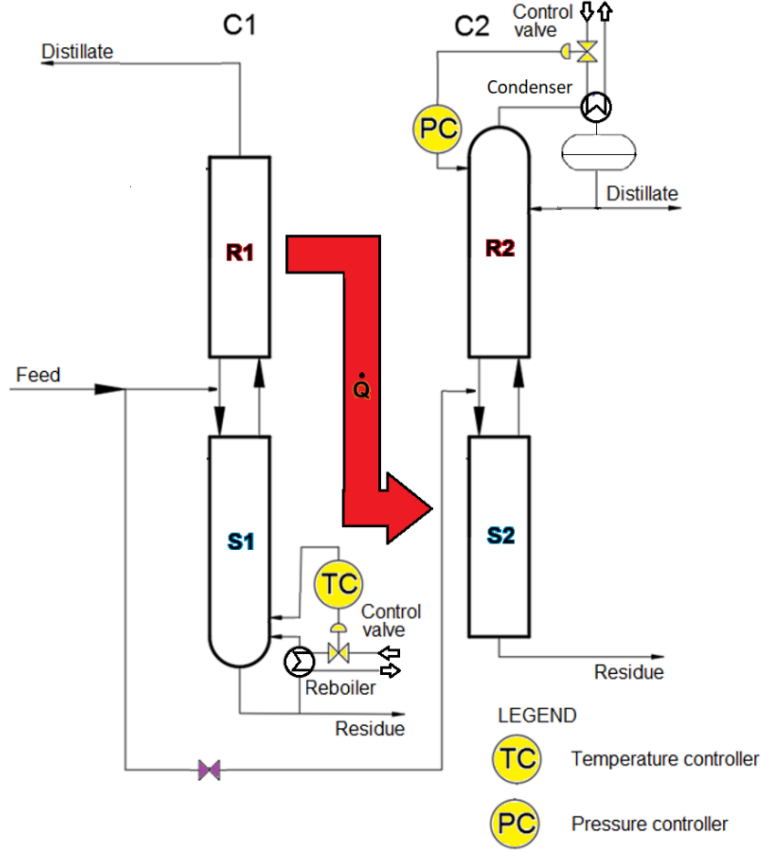 C1
C2
Control
valve
Distillate
Condenser
PC
Distillate
R1
R2
Feed
Q̇
S1
S2
TC
Control
valve
Reboiler
Residue
Residue
LEGEND
TC Temperature controller
PC Pressure controller